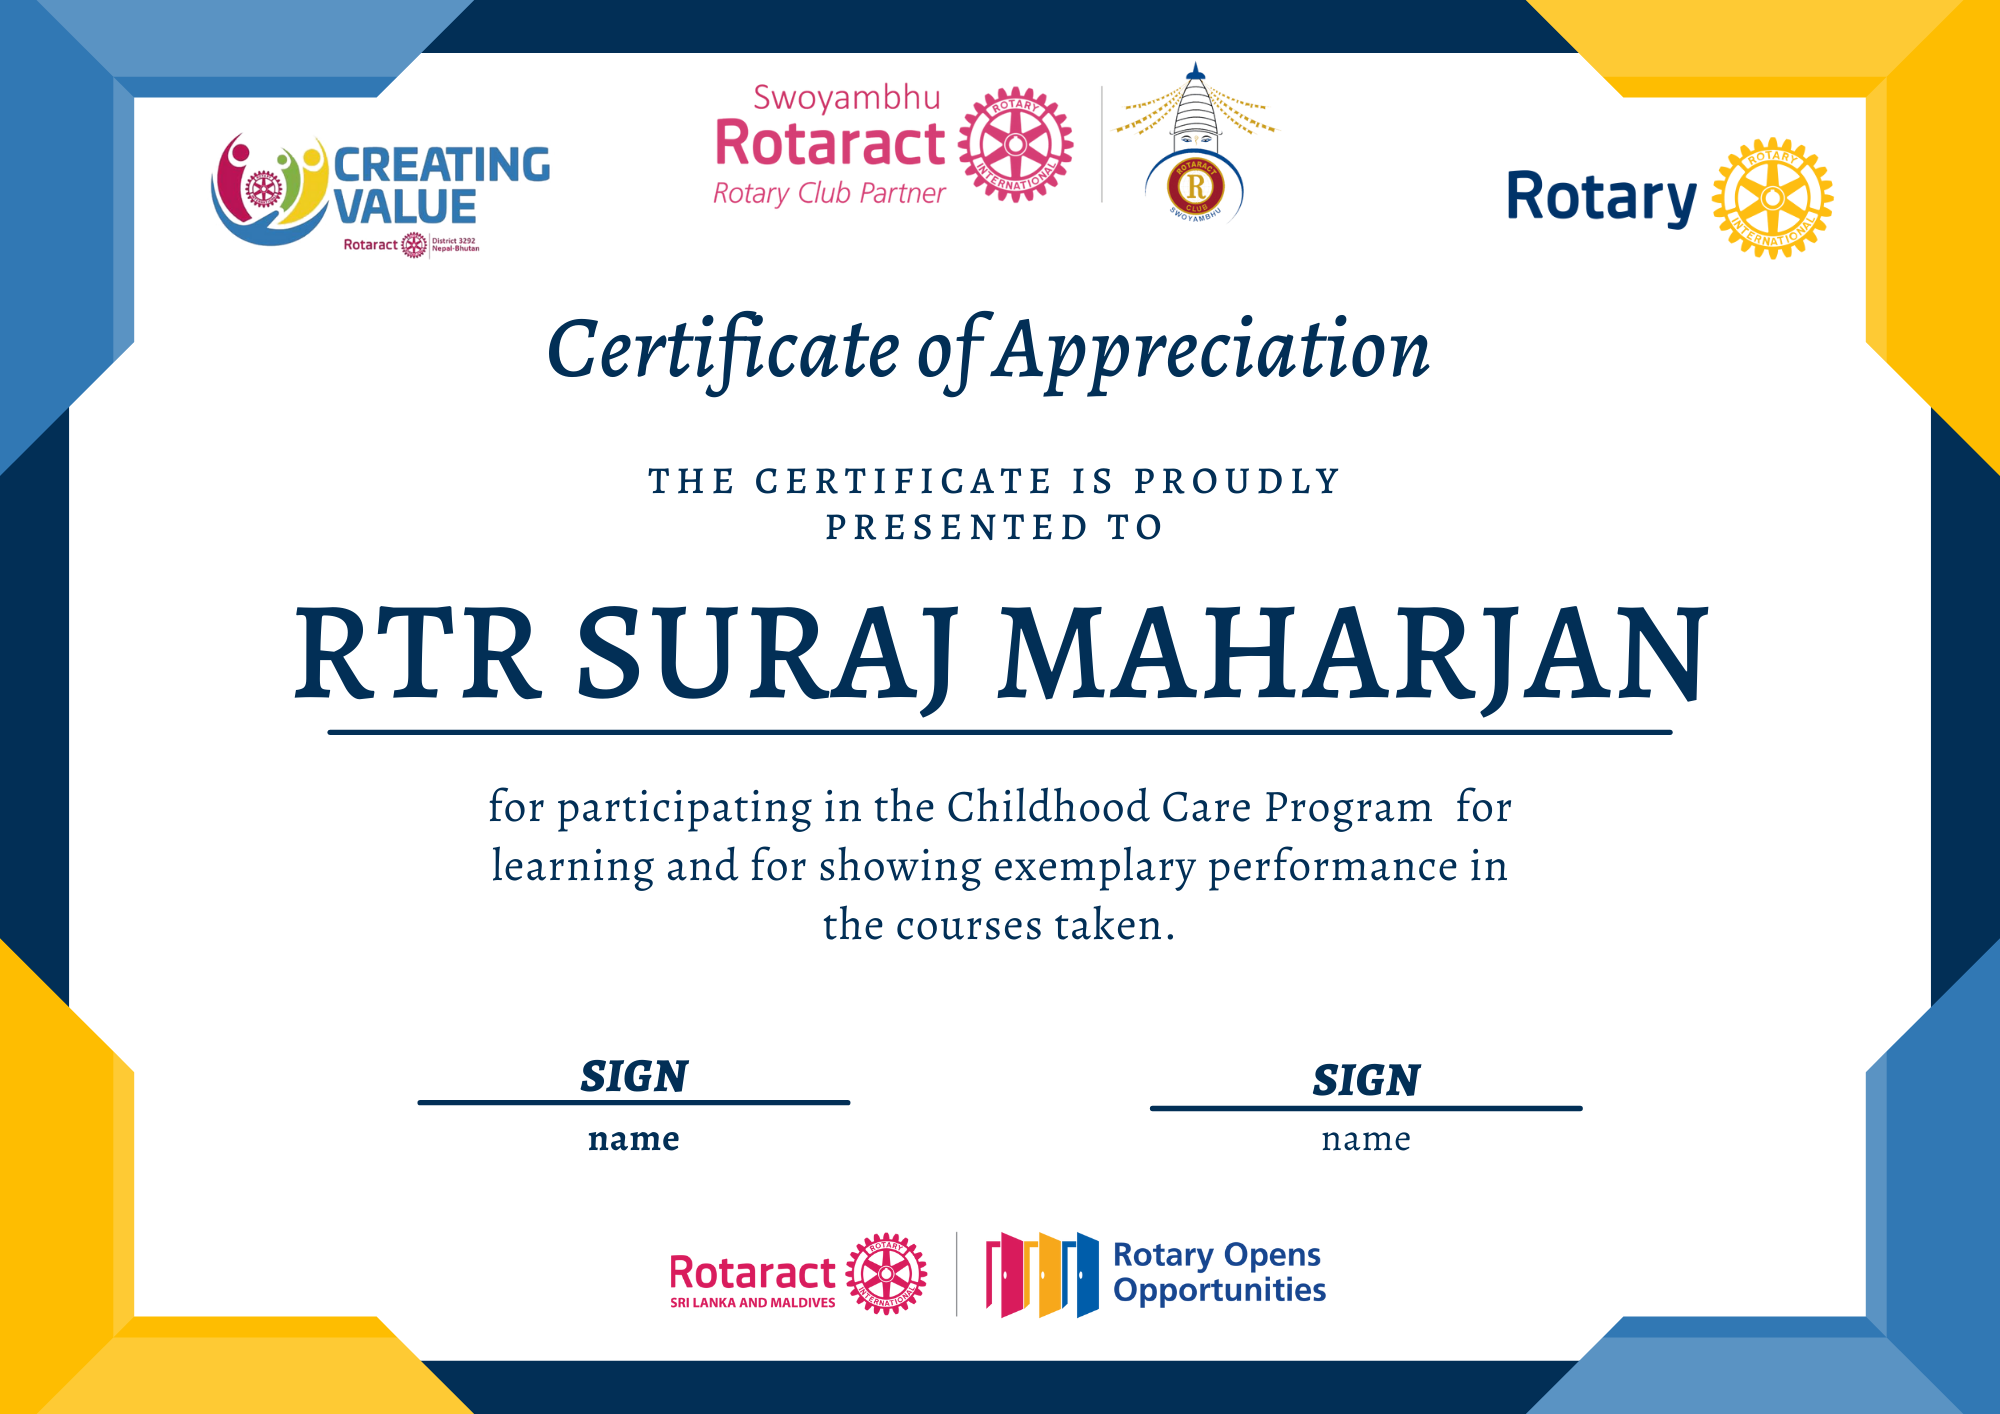 CREATING
VALUE
Rotaract
District 3292
Nepal-Bhutan
Swoyambhu
Rotaract
Rotary Club Partner
ROTARY
INTERNATIONAL
ROTARACT
R
CLUB
SWOYAMBHU
Rotary
ROTARY
INTERNATIONAL
Certificate of Appreciation
THE CERTIFICATE IS PROUDLY
PRESENTED TO
RTR SURAJ MAHARJAN
for participating in the Childhood Care Program for
learning and for showing exemplary performance in
the courses taken.
SIGN
name
SIGN
name
Rotaract
SRI LANKA AND MALDIVES
ROTARY
INTERNATIONAL
Rotary Opens
Opportunities